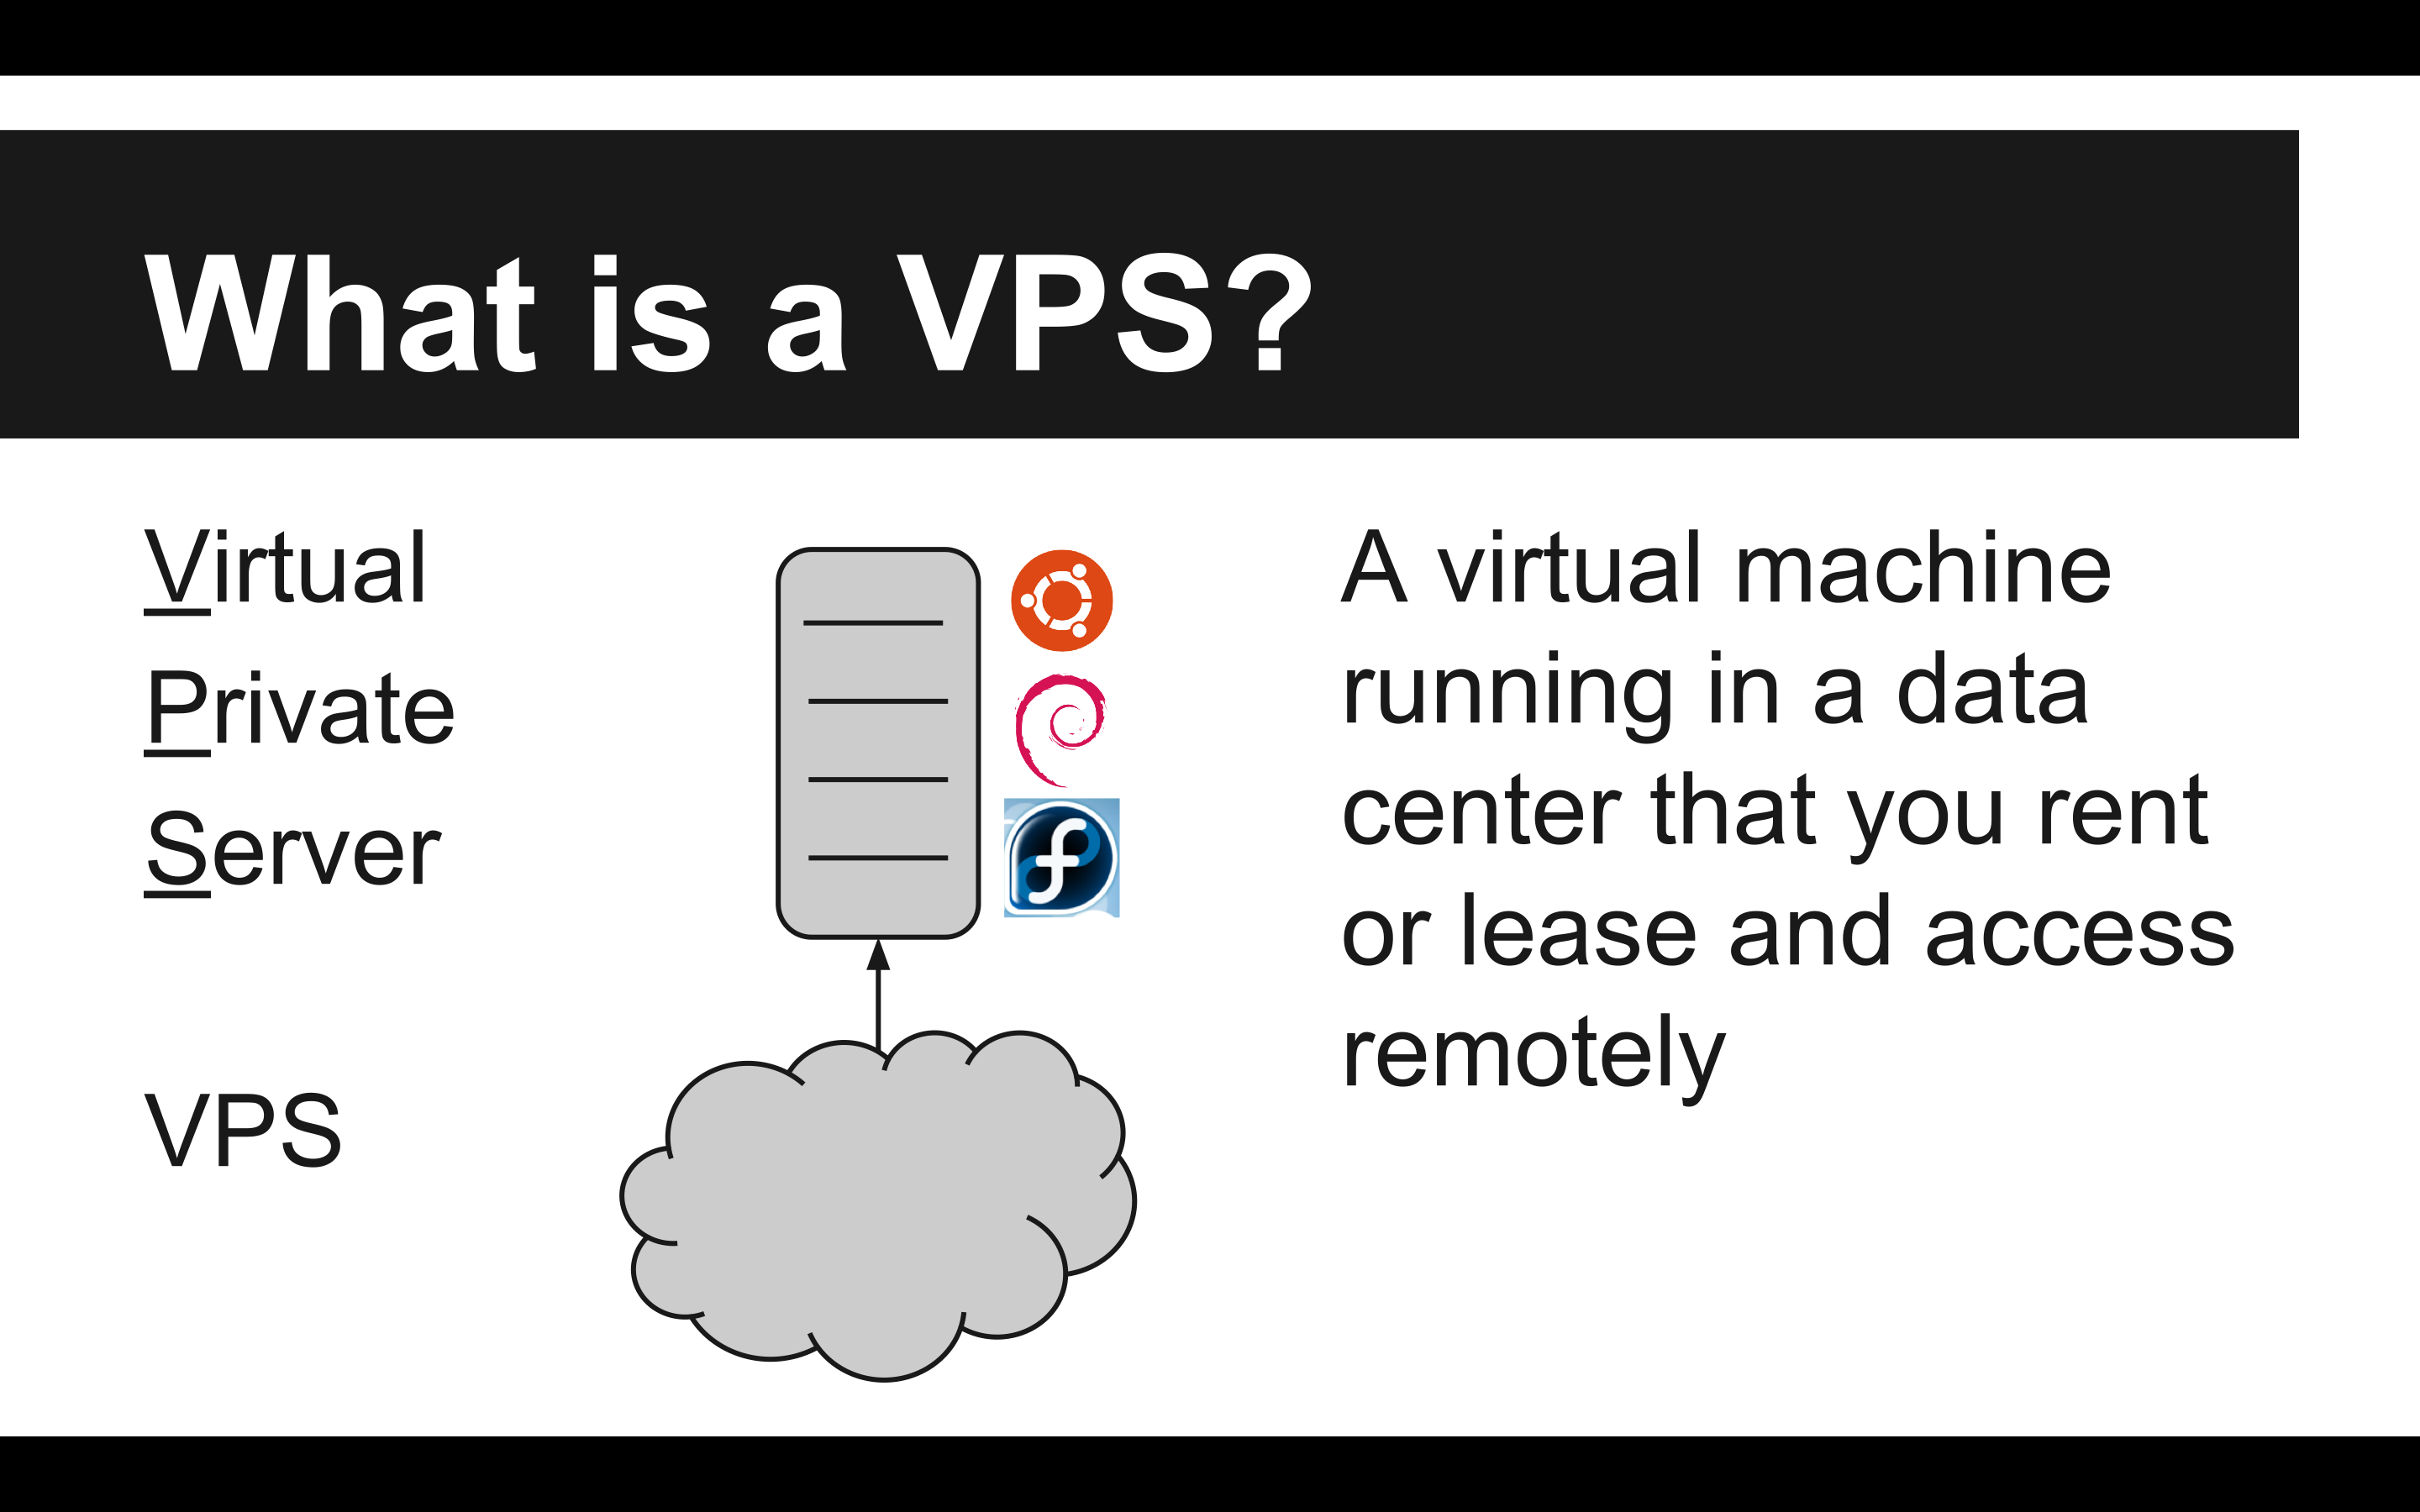 What is a VPS?
Virtual
Private
Server
VPS
A virtual machine
running in a data
center that you rent
or lease and access
remotely